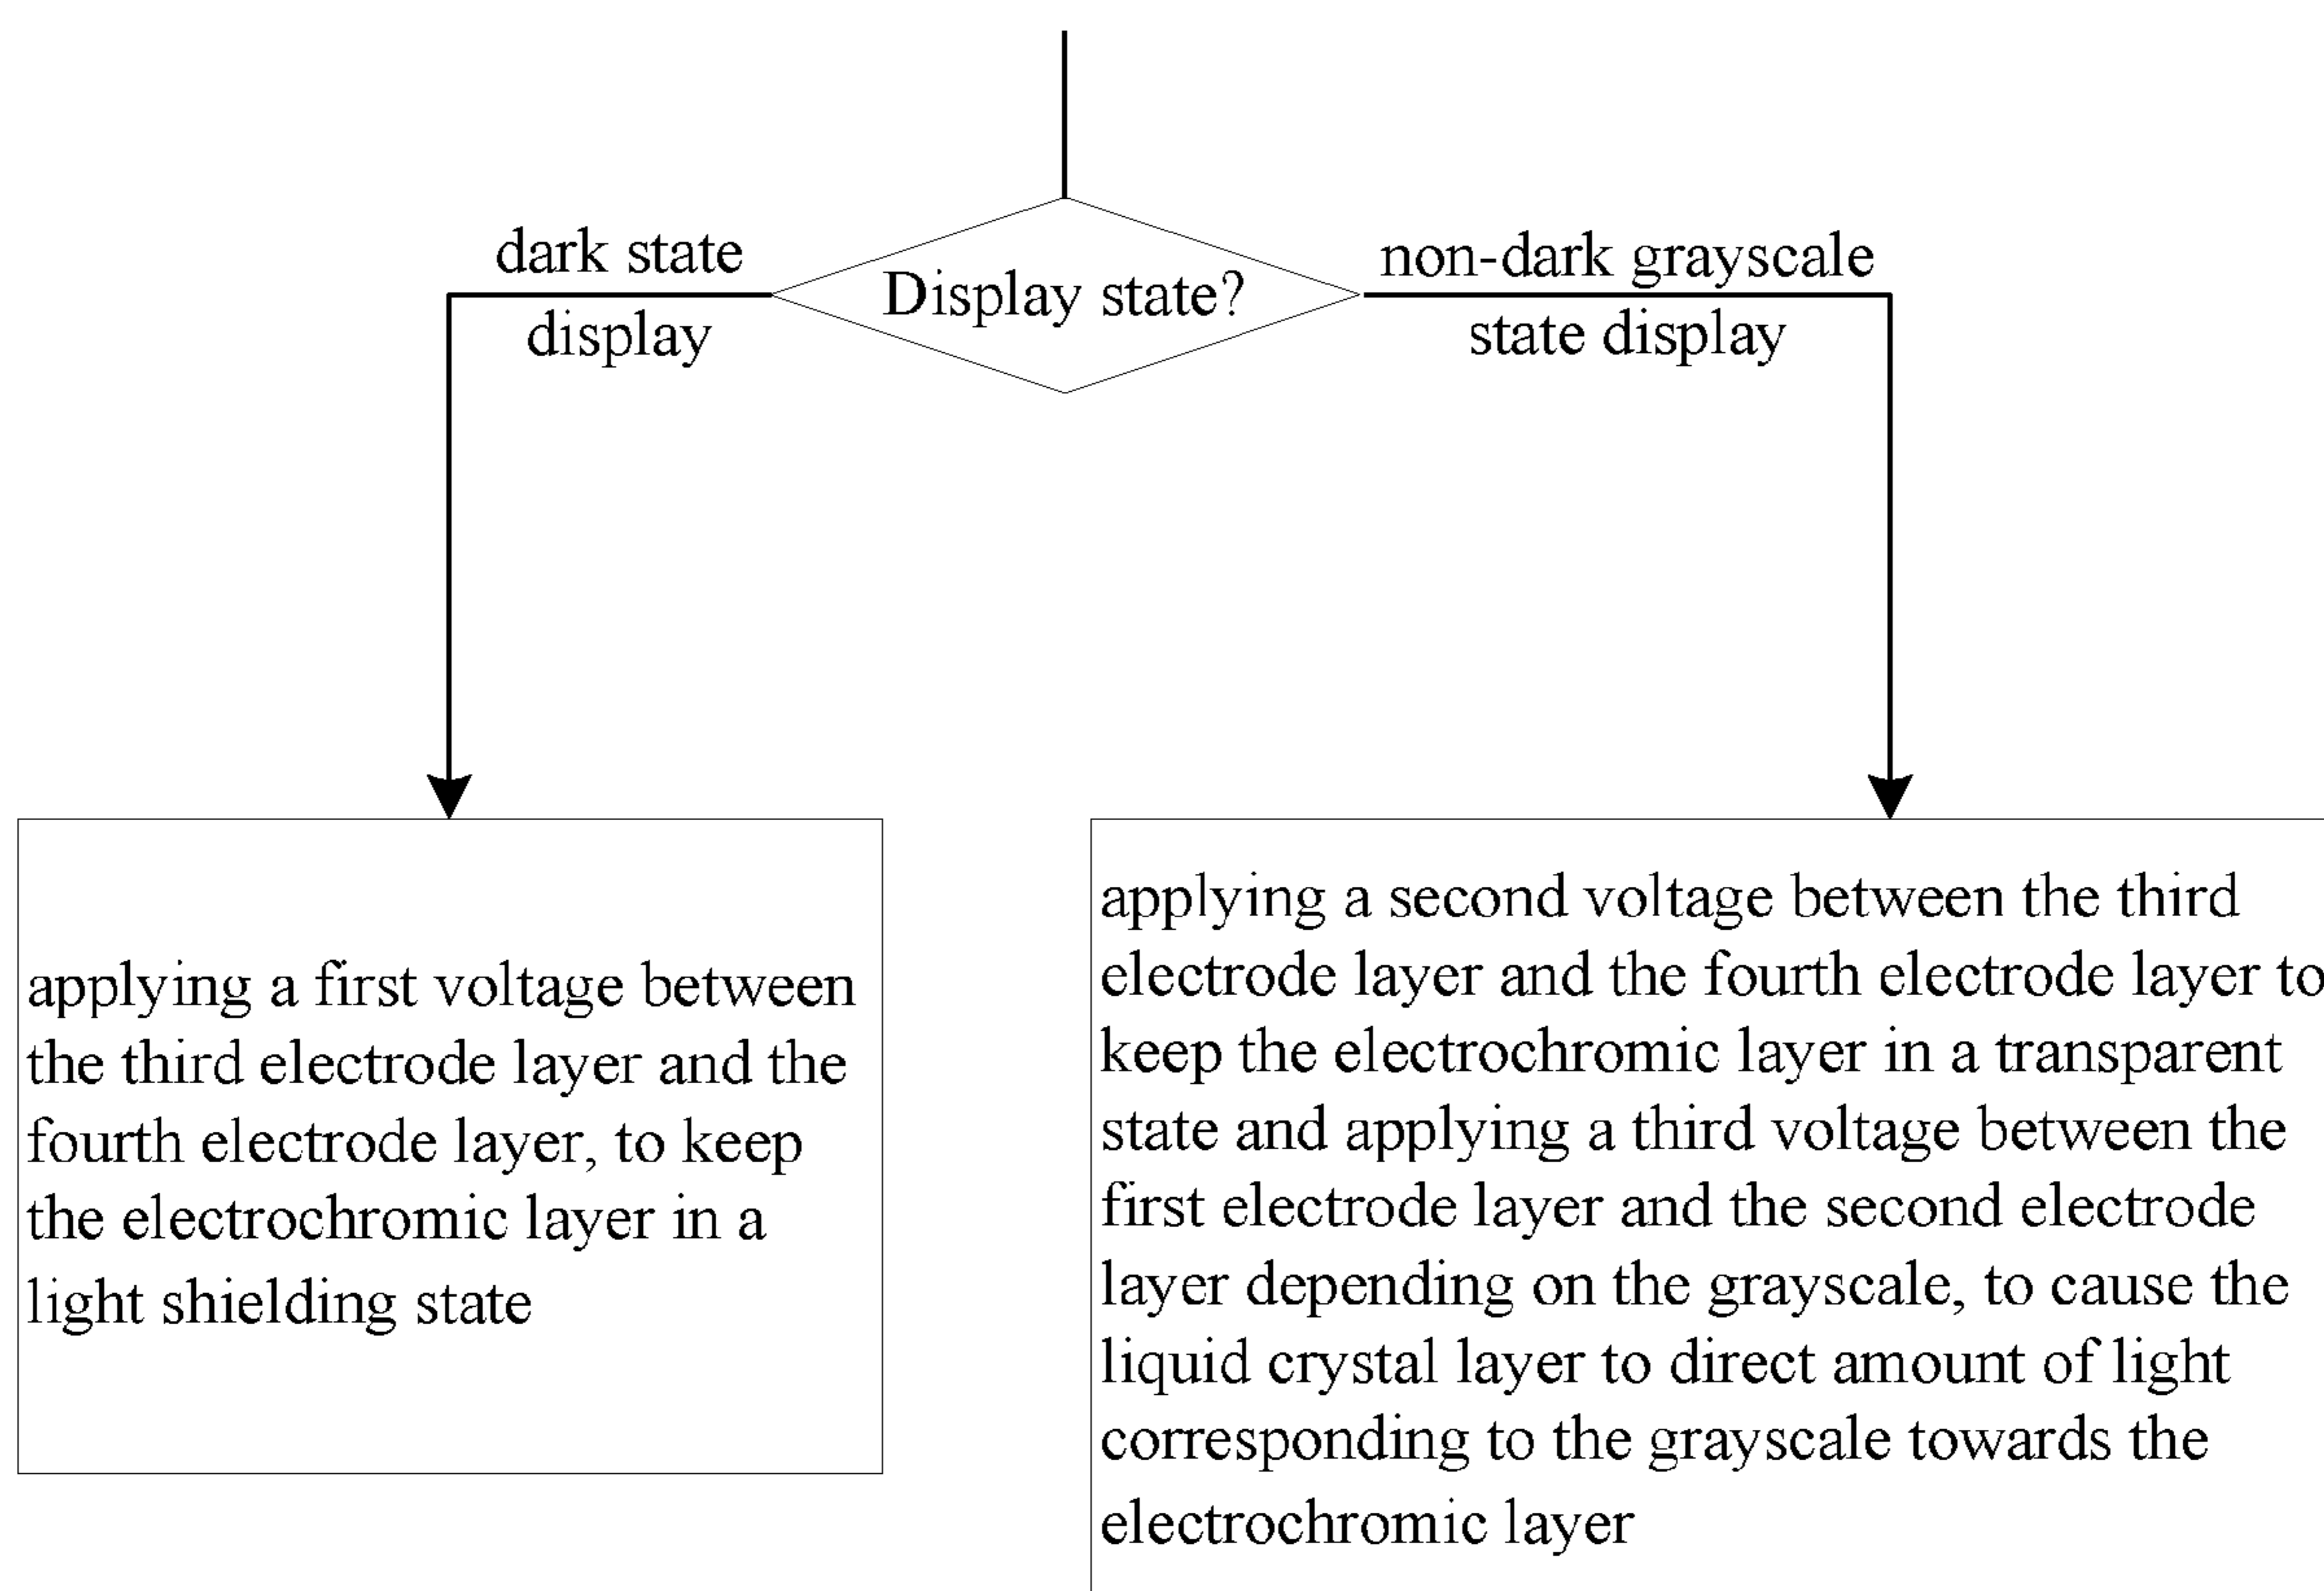 dark state
display
Display state?
non-dark grayscale
state display
applying a first voltage between
the third electrode layer and the
fourth electrode layer, to keep
the electrochromic layer in a
light shielding state
applying a second voltage between the third
electrode layer and the fourth electrode layer to
keep the electrochromic layer in a transparent
state and applying a third voltage between the
first electrode layer and the second electrode
layer depending on the grayscale, to cause the
liquid crystal layer to direct amount of light
corresponding to the grayscale towards the
electrochromic layer